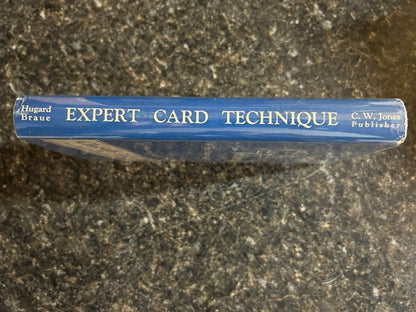 Hugard
Braue
EXPERT CARD TECHNIQUE
C. W. Jones
Publisher